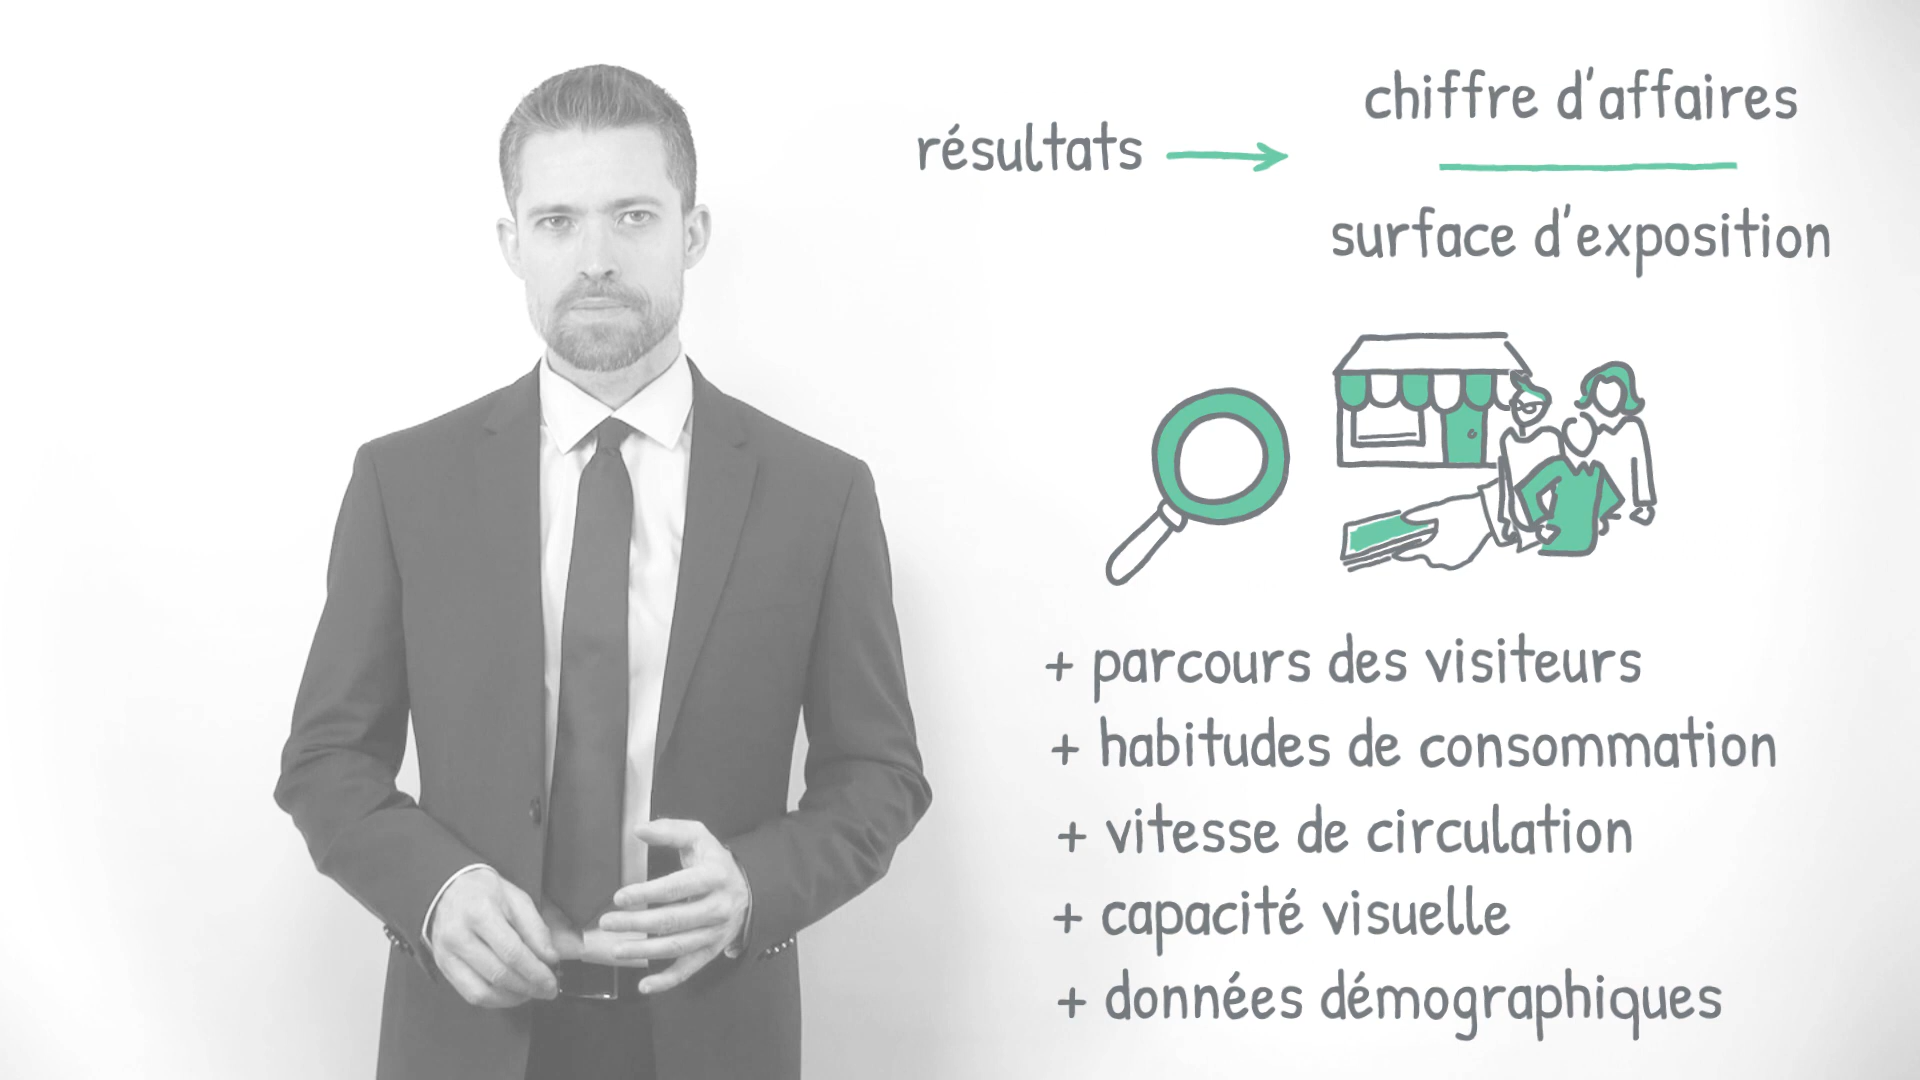 résultats
chiffre d'affaires
surface d'exposition
+ parcours des visiteurs
+ habitudes de consommation
+ vitesse de circulation
+ capacité visuelle
+ données démographiques